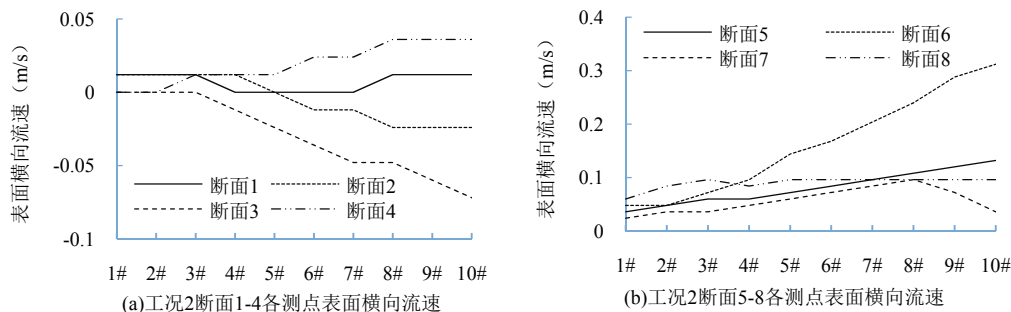 表面横向流速（m/s）
0.05
0
-0.05
-0.1
断面1
断面2
断面3
断面4
1# 2# 3# 4# 5# 6# 7# 8# 9# 10#
(a)工况2断面1-4各测点表面横向流速
表面横向流速（m/s）
0.4
0.3
0.2
0.1
0
断面5
断面6
断面7
断面8
1# 2# 3# 4# 5# 6# 7# 8# 9# 10#
(b)工况2断面5-8各测点表面横向流速